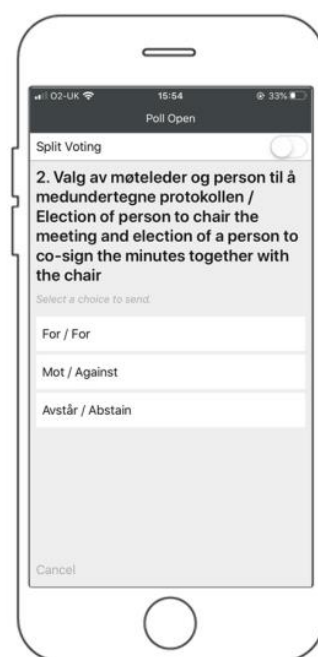 O2-UK 15:54 33%
Poll Open
Split Voting
2. Valg av møteleder og person til å
medundertegne protokollen /
Election of person to chair the
meeting and election of a person to
co-sign the minutes together with
the chair
Select a choice to send.
For / For
Mot / Against
Avstår / Abstain
Cancel